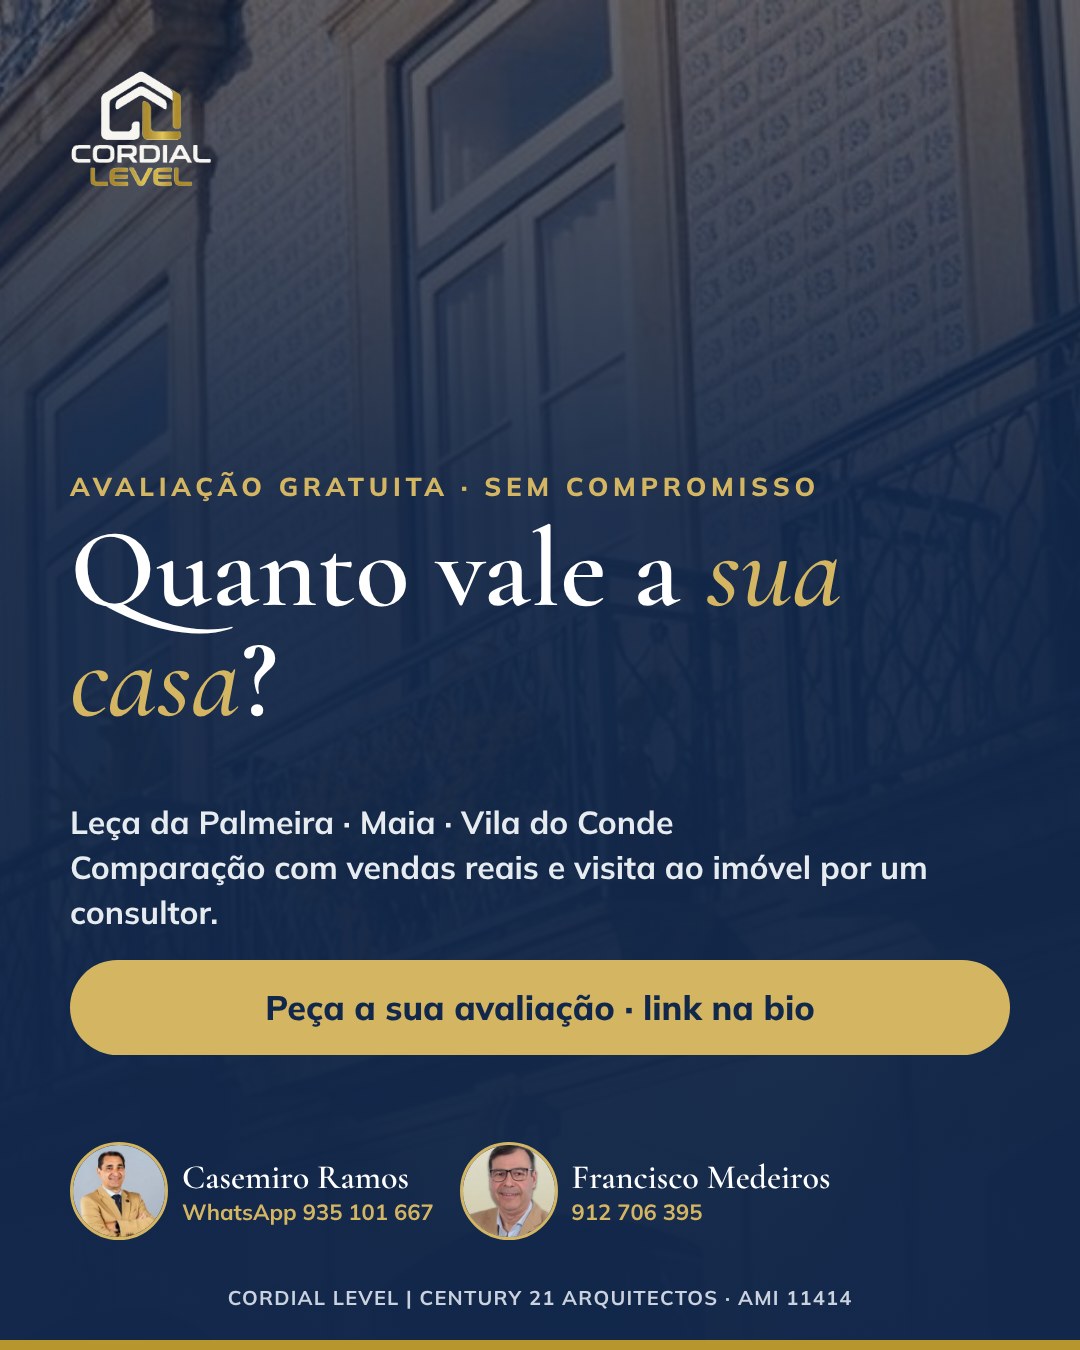 CORDIAL
LEVEL
AVALIAÇÃO GRATUITA · SEM COMPROMISSO
Quanto vale a sua
casa?
Leça da Palmeira · Maia · Vila do Conde
Comparação com vendas reais e visita ao imóvel por um
consultor.
Peça a sua avaliação · link na bio
Casemiro Ramos
WhatsApp 935 101 667
Francisco Medeiros
912 706 395
CORDIAL LEVEL | CENTURY 21 ARQUITECTOS · AMI 11414